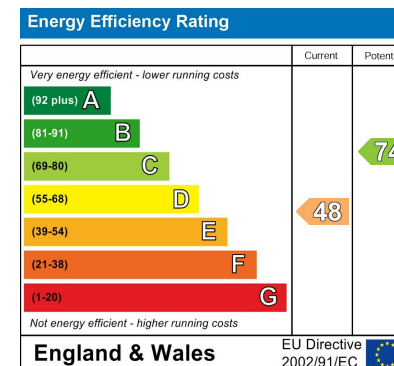 Energy Efficiency Rating
Current Potent
Very energy efficient - lower running costs
(92 plus) A
(81-91) B
(69-80) C
74
(55-68) D
(39-54) E
48
(21-38) F
(1-20) G
Not energy efficient - higher running costs
England & Wales
EU Directive
2002/91/EC